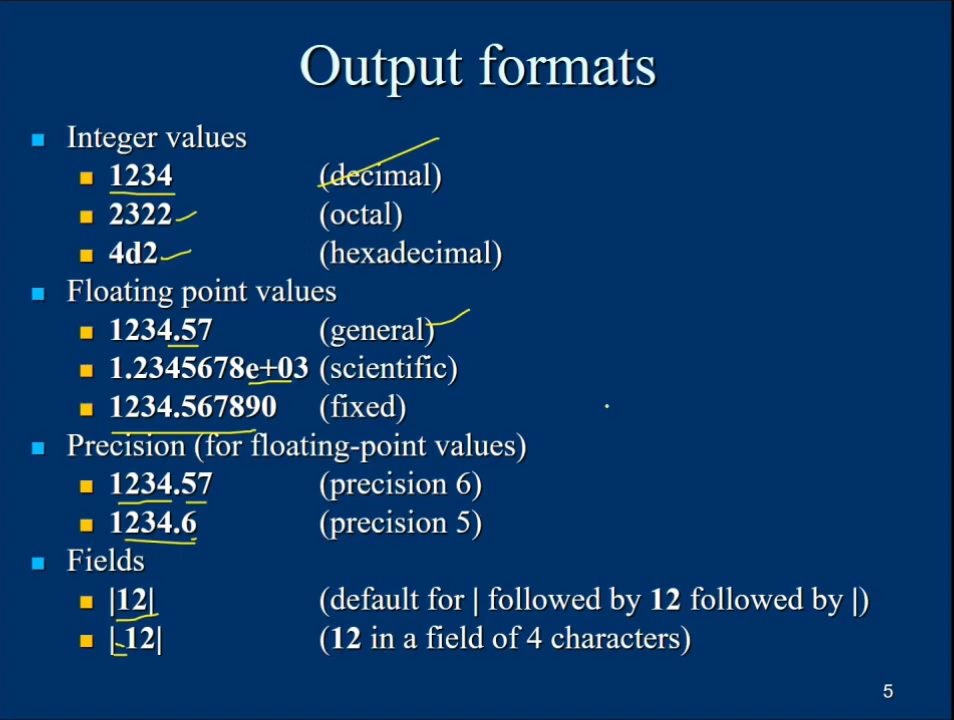 Output formats
Integer values
1234 (decimal)
2322 (octal)
4d2 (hexadecimal)
Floating point values
1234.57 (general)
1.2345678e+03 (scientific)
1234.567890 (fixed)
Precision (for floating-point values)
1234.57 (precision 6)
1234.6 (precision 5)
Fields
|12| (default for | followed by 12 followed by |)
| 12| (12 in a field of 4 characters)
5